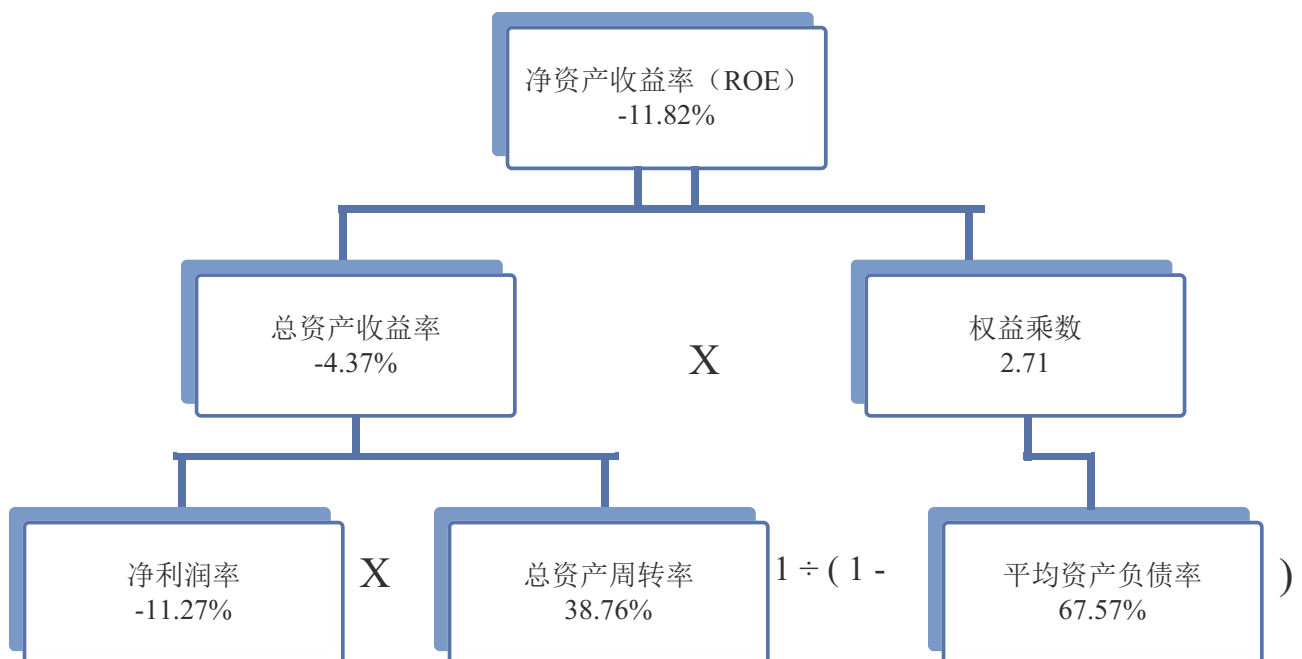 净资产收益率（ROE）
-11.82%
总资产收益率
-4.37%
X
权益乘数
2.71
净利润率
-11.27%
X
总资产周转率
38.76%
1 ÷ ( 1 -
平均资产负债率
67.57%
)